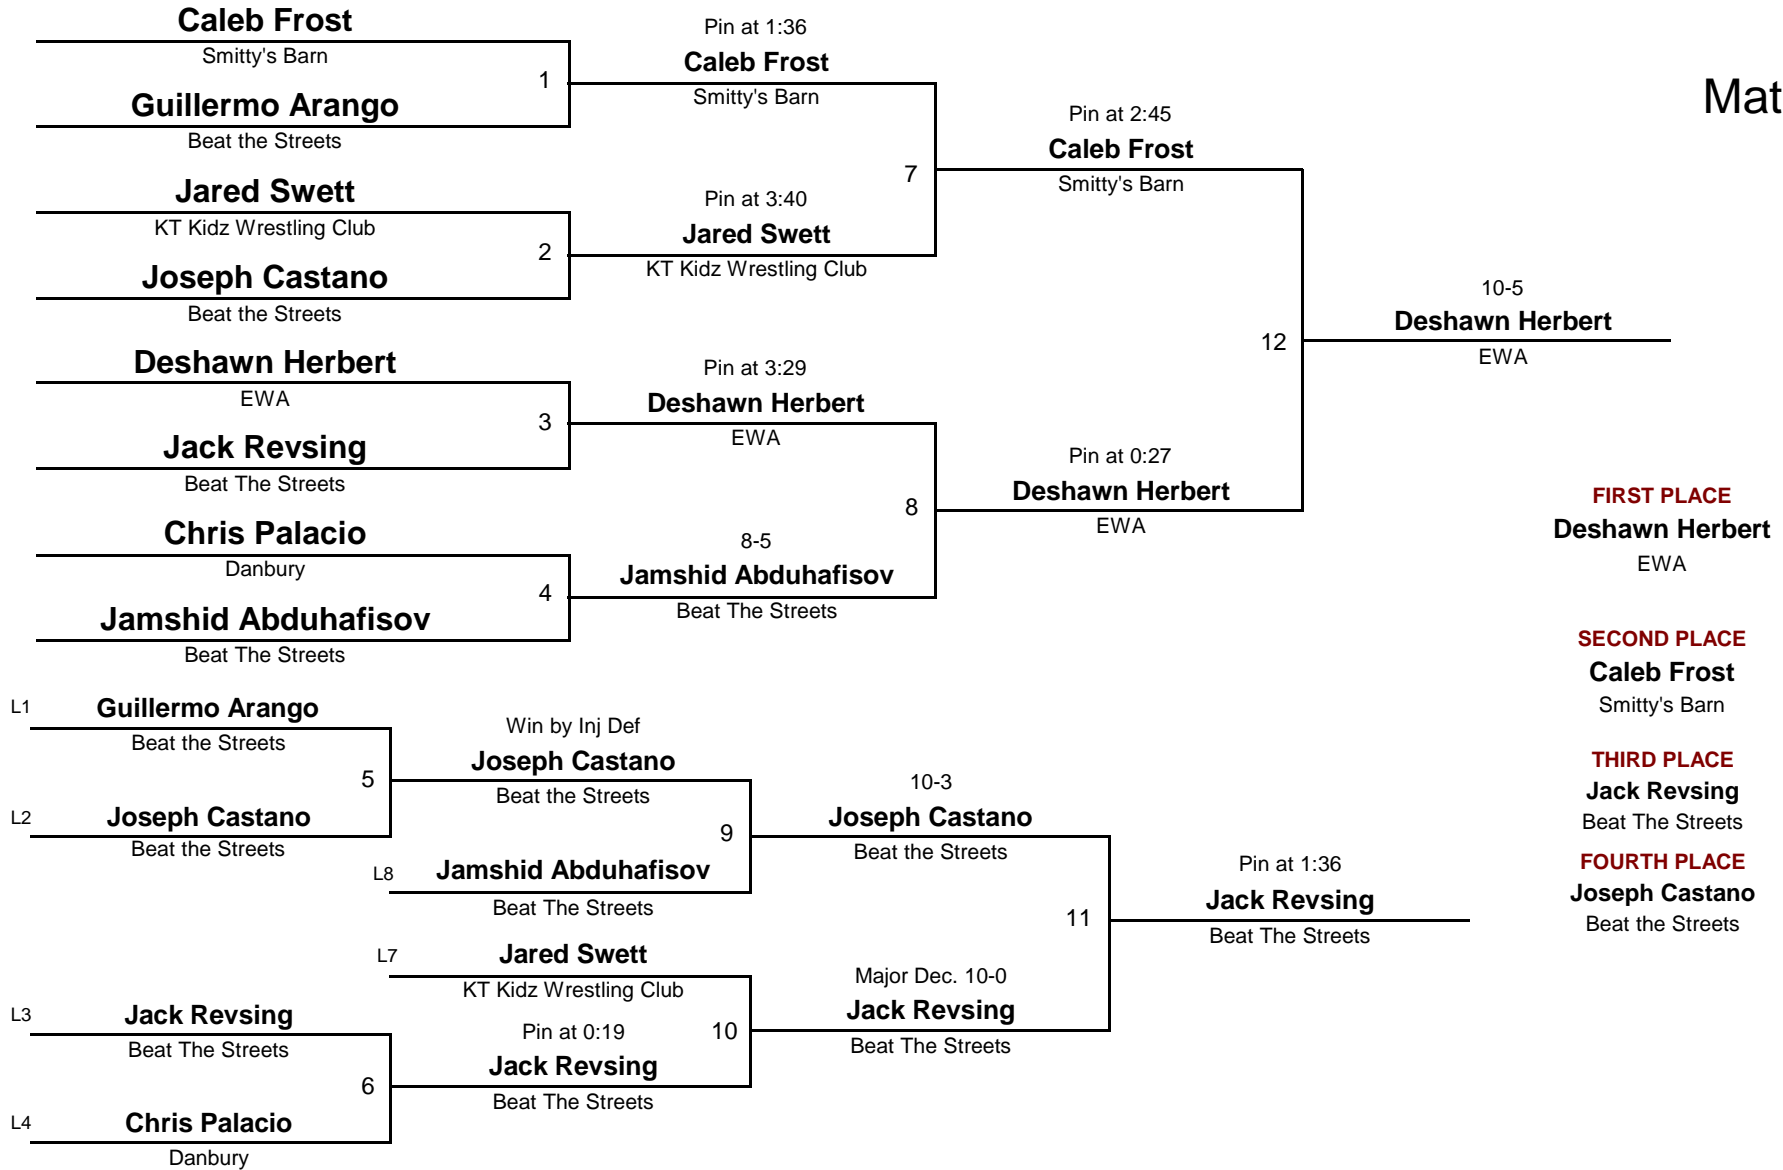 Caleb Frost
Smitty's Barn
1
Guillermo Arango
Beat the Streets
Jared Swett
KT Kidz Wrestling Club
2
Joseph Castano
Beat the Streets
Deshawn Herbert
EWA
3
Jack Revsing
Beat The Streets
Chris Palacio
Danbury
4
Jamshid Abduhafisov
Beat The Streets
Pin at 1:36
Caleb Frost
Smitty's Barn
7
Pin at 3:40
Jared Swett
KT Kidz Wrestling Club
Pin at 3:29
Deshawn Herbert
EWA
8
8-5
Jamshid Abduhafisov
Beat The Streets
Pin at 2:45
Caleb Frost
Smitty's Barn
12
Pin at 0:27
Deshawn Herbert
EWA
10-5
Deshawn Herbert
EWA
Mat
L1
Guillermo Arango
Beat the Streets
5
L2
Joseph Castano
Beat the Streets
L3
Jack Revsing
Beat The Streets
6
L4
Chris Palacio
Danbury
Win by Inj Def
Joseph Castano
Beat the Streets
9
L8
Jamshid Abduhafisov
Beat The Streets
L7
Jared Swett
KT Kidz Wrestling Club
10
Pin at 0:19
Jack Revsing
Beat The Streets
10-3
Joseph Castano
Beat the Streets
11
Major Dec. 10-0
Jack Revsing
Beat The Streets
Pin at 1:36
Jack Revsing
Beat The Streets
FIRST PLACE
Deshawn Herbert
EWA
SECOND PLACE
Caleb Frost
Smitty's Barn
THIRD PLACE
Jack Revsing
Beat The Streets
FOURTH PLACE
Joseph Castano
Beat the Streets